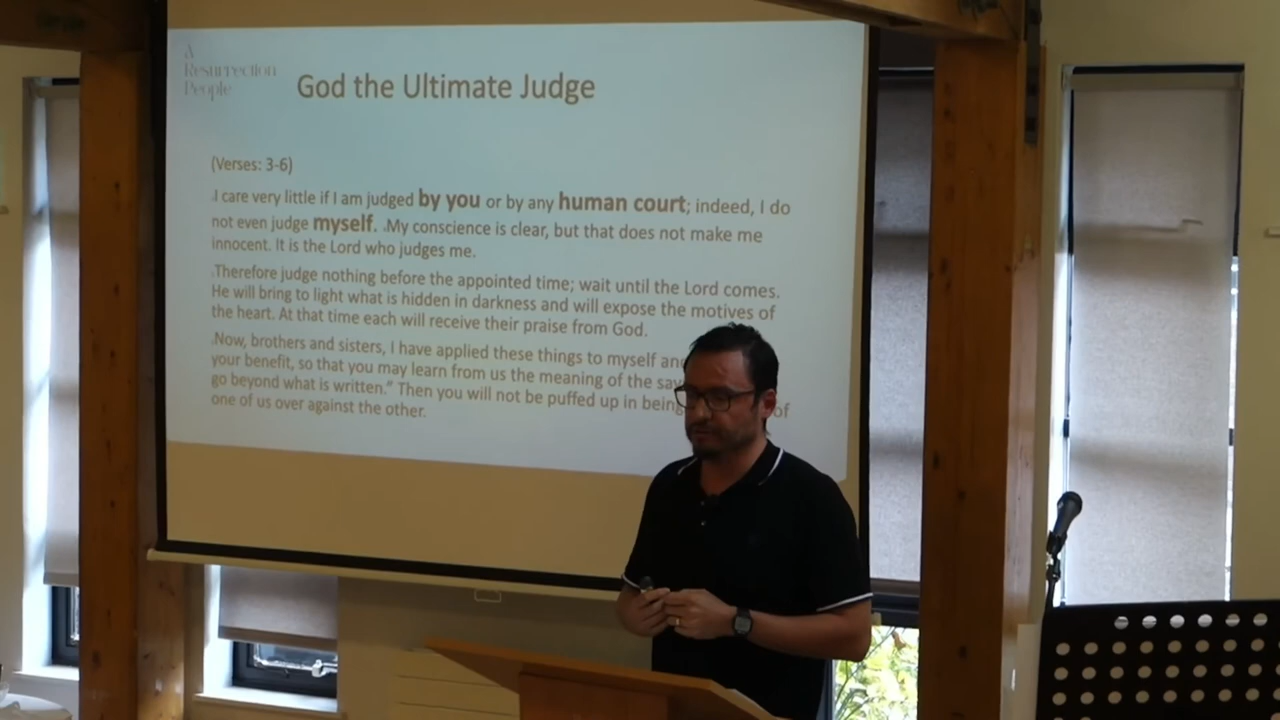 A
Resurrection
People
God the Ultimate Judge
(Verses: 3-6)
I care very little if I am judged by you or by any human court; indeed, I do
not even judge myself. .My conscience is clear, but that does not make me
innocent. It is the Lord who judges me.
.Therefore judge nothing before the appointed time; wait until the Lord comes.
He will bring to light what is hidden in darkness and will expose the motives of
the heart. At that time each will receive their praise from God.
.Now, brothers and sisters, I have applied these things to myself
your benefit, so that you may learn from us the meaning of the
go beyond what is written." Then you will not be puffed up in being of
one of us over against the other.